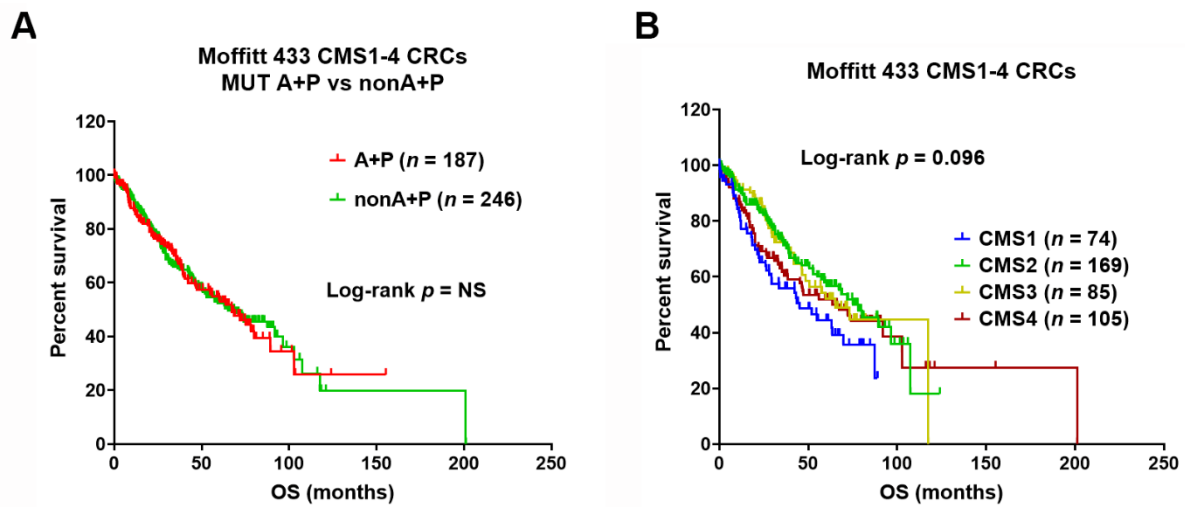 A
Moffitt 433 CMS1-4 CRCs
MUT A+P vs nonA+P
120
100
80
60
40
20
0
Percent survival
A+P (n = 187)
nonA+P (n = 246)
Log-rank p = NS
0 50 100 150 200 250
OS (months)
B
Moffitt 433 CMS1-4 CRCs
120
100
80
60
40
20
0
Percent survival
Log-rank p = 0.096
CMS1 (n = 74)
CMS2 (n = 169)
CMS3 (n = 85)
CMS4 (n = 105)
0 50 100 150 200 250
OS (months)